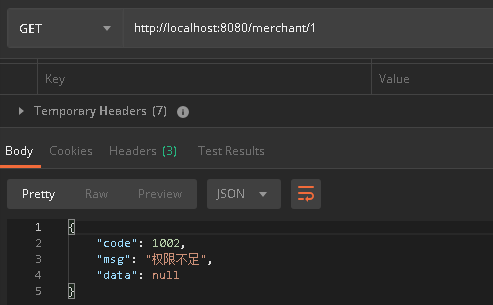 GET http://localhost:8080/merchant/1
Key Value
Temporary Headers (7)
Body Cookies Headers (3) Test Results
Pretty Raw Preview JSON
1 {
2 "code": 1002,
3 "msg": "权限不足",
4 "data": null
5 }